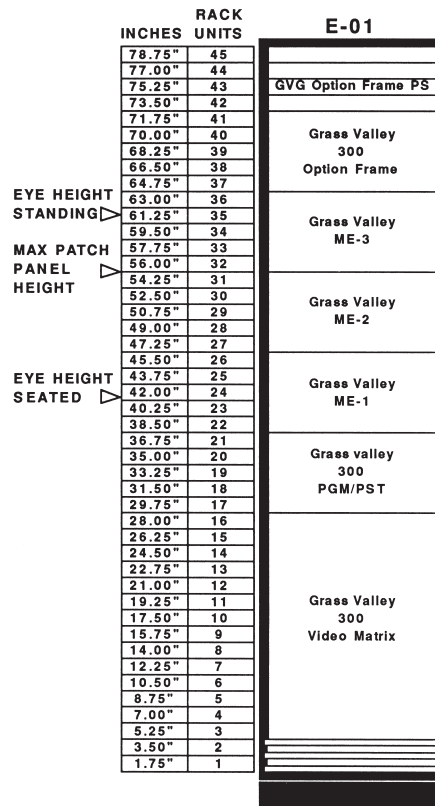 INCHES
RACK
UNITS
E-01
78.75" 45
77.00" 44
75.25" 43
73.50" 42
71.75" 41
70.00" 40
68.25" 39
66.50" 38
64.75" 37
63.00" 36
61.25" 35
59.50" 34
57.75" 33
56.00" 32
54.25" 31
52.50" 30
50.75" 29
49.00" 28
47.25" 27
45.50" 26
43.75" 25
42.00" 24
40.25" 23
38.50" 22
36.75" 21
35.00" 20
33.25" 19
31.50" 18
29.75" 17
28.00" 16
26.25" 15
24.50" 14
22.75" 13
21.00" 12
19.25" 11
17.50" 10
15.75" 9
14.00" 8
12.25" 7
10.50" 6
8.75" 5
7.00" 4
5.25" 3
3.50" 2
1.75" 1
EYE HEIGHT
STANDING
MAX PATCH
PANEL
HEIGHT
EYE HEIGHT
SEATED
GVG Option Frame PS
Grass Valley
300
Option Frame
Grass Valley
ME-3
Grass Valley
ME-2
Grass Valley
ME-1
Grass valley
300
PGM/PST
Grass Valley
300
Video Matrix